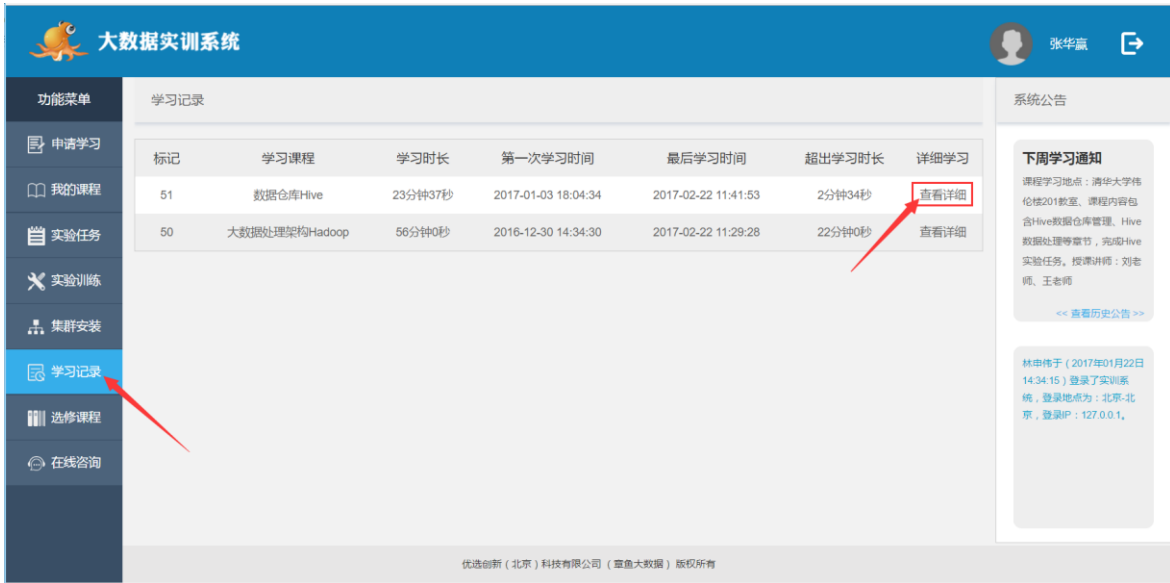 大数据实训系统
张华赢
功能菜单
申请学习
我的课程
实验任务
实验训练
集群安装
学习记录
选修课程
在线咨询
学习记录
标记 学习课程 学习时长 第一次学习时间 最后学习时间 超出学习时长 详细学习
51 数据仓库Hive 23分钟37秒 2017-01-03 18:04:34 2017-02-22 11:41:53 2分钟34秒 查看详细
50 大数据处理架构Hadoop 56分钟0秒 2016-12-30 14:34:30 2017-02-22 11:29:28 22分钟0秒 查看详细
系统公告
下周学习通知
课程学习地点：清华大学伟
伦楼201教室、课程内容包
含Hive数据仓库管理、Hive
数据处理等章节，完成Hive
实验任务。授课讲师：刘老
师、王老师
<< 查看历史公告 >>
林申伟于（2017年01月22日
14:34:15）登录了实训系
统，登录地点为：北京-北
京，登录IP：127.0.0.1。
优选创新（北京）科技有限公司（章鱼大数据）版权所有